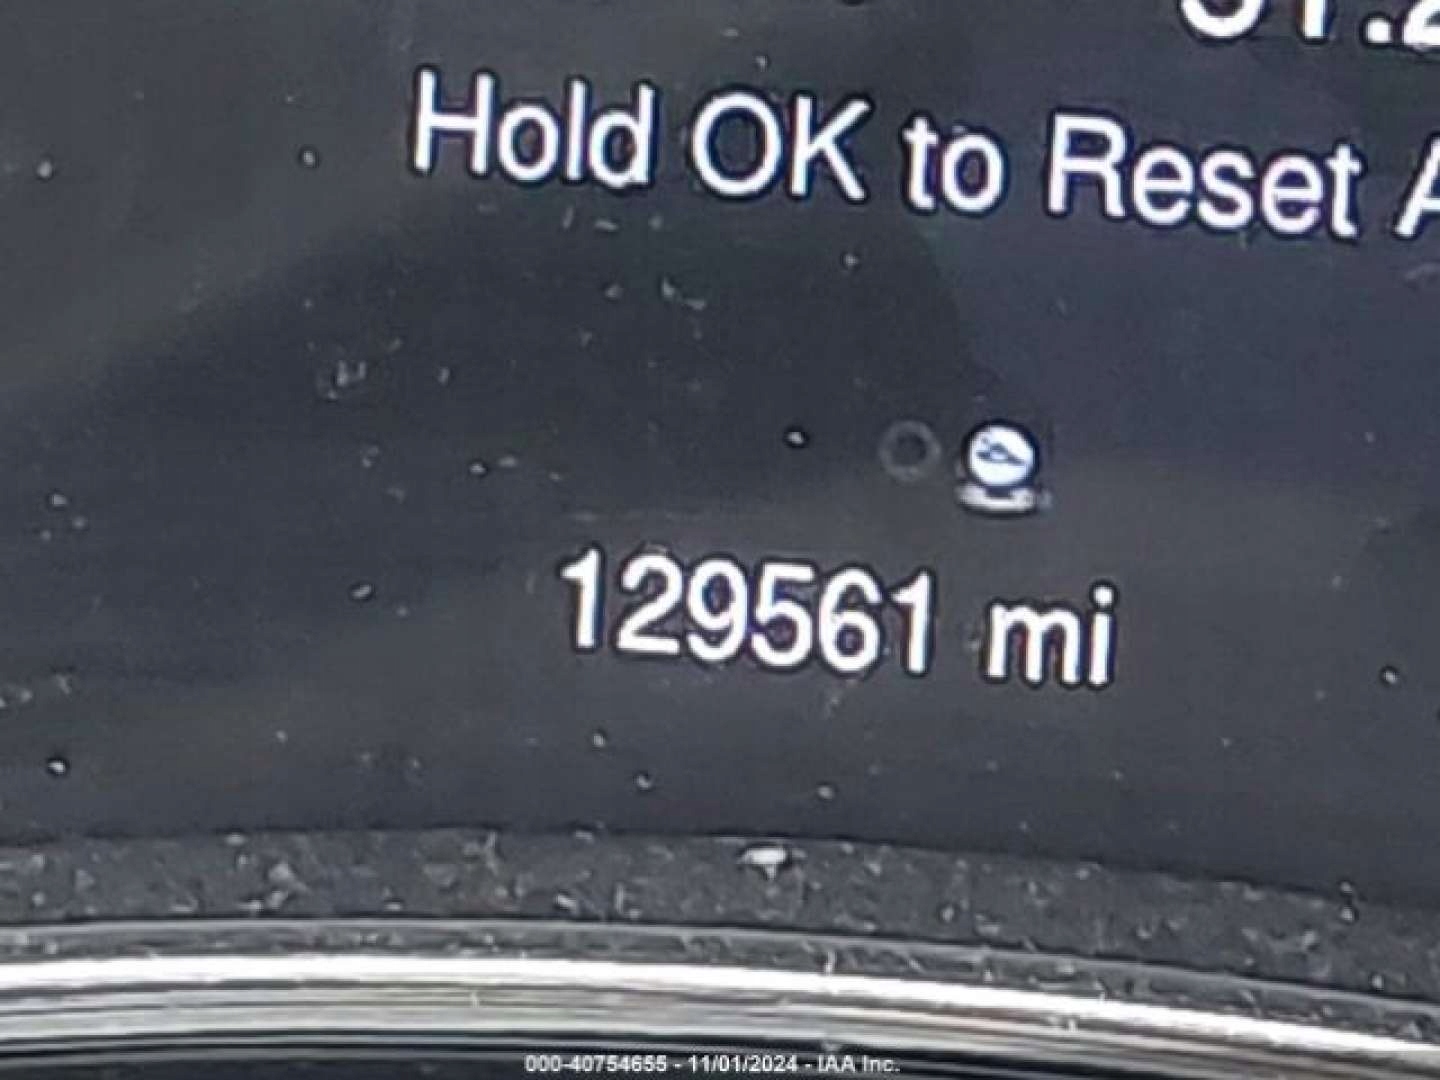 Hold OK to Reset A
129561 mi
000-40754655 - 11/01/2024 - IAA Inc.